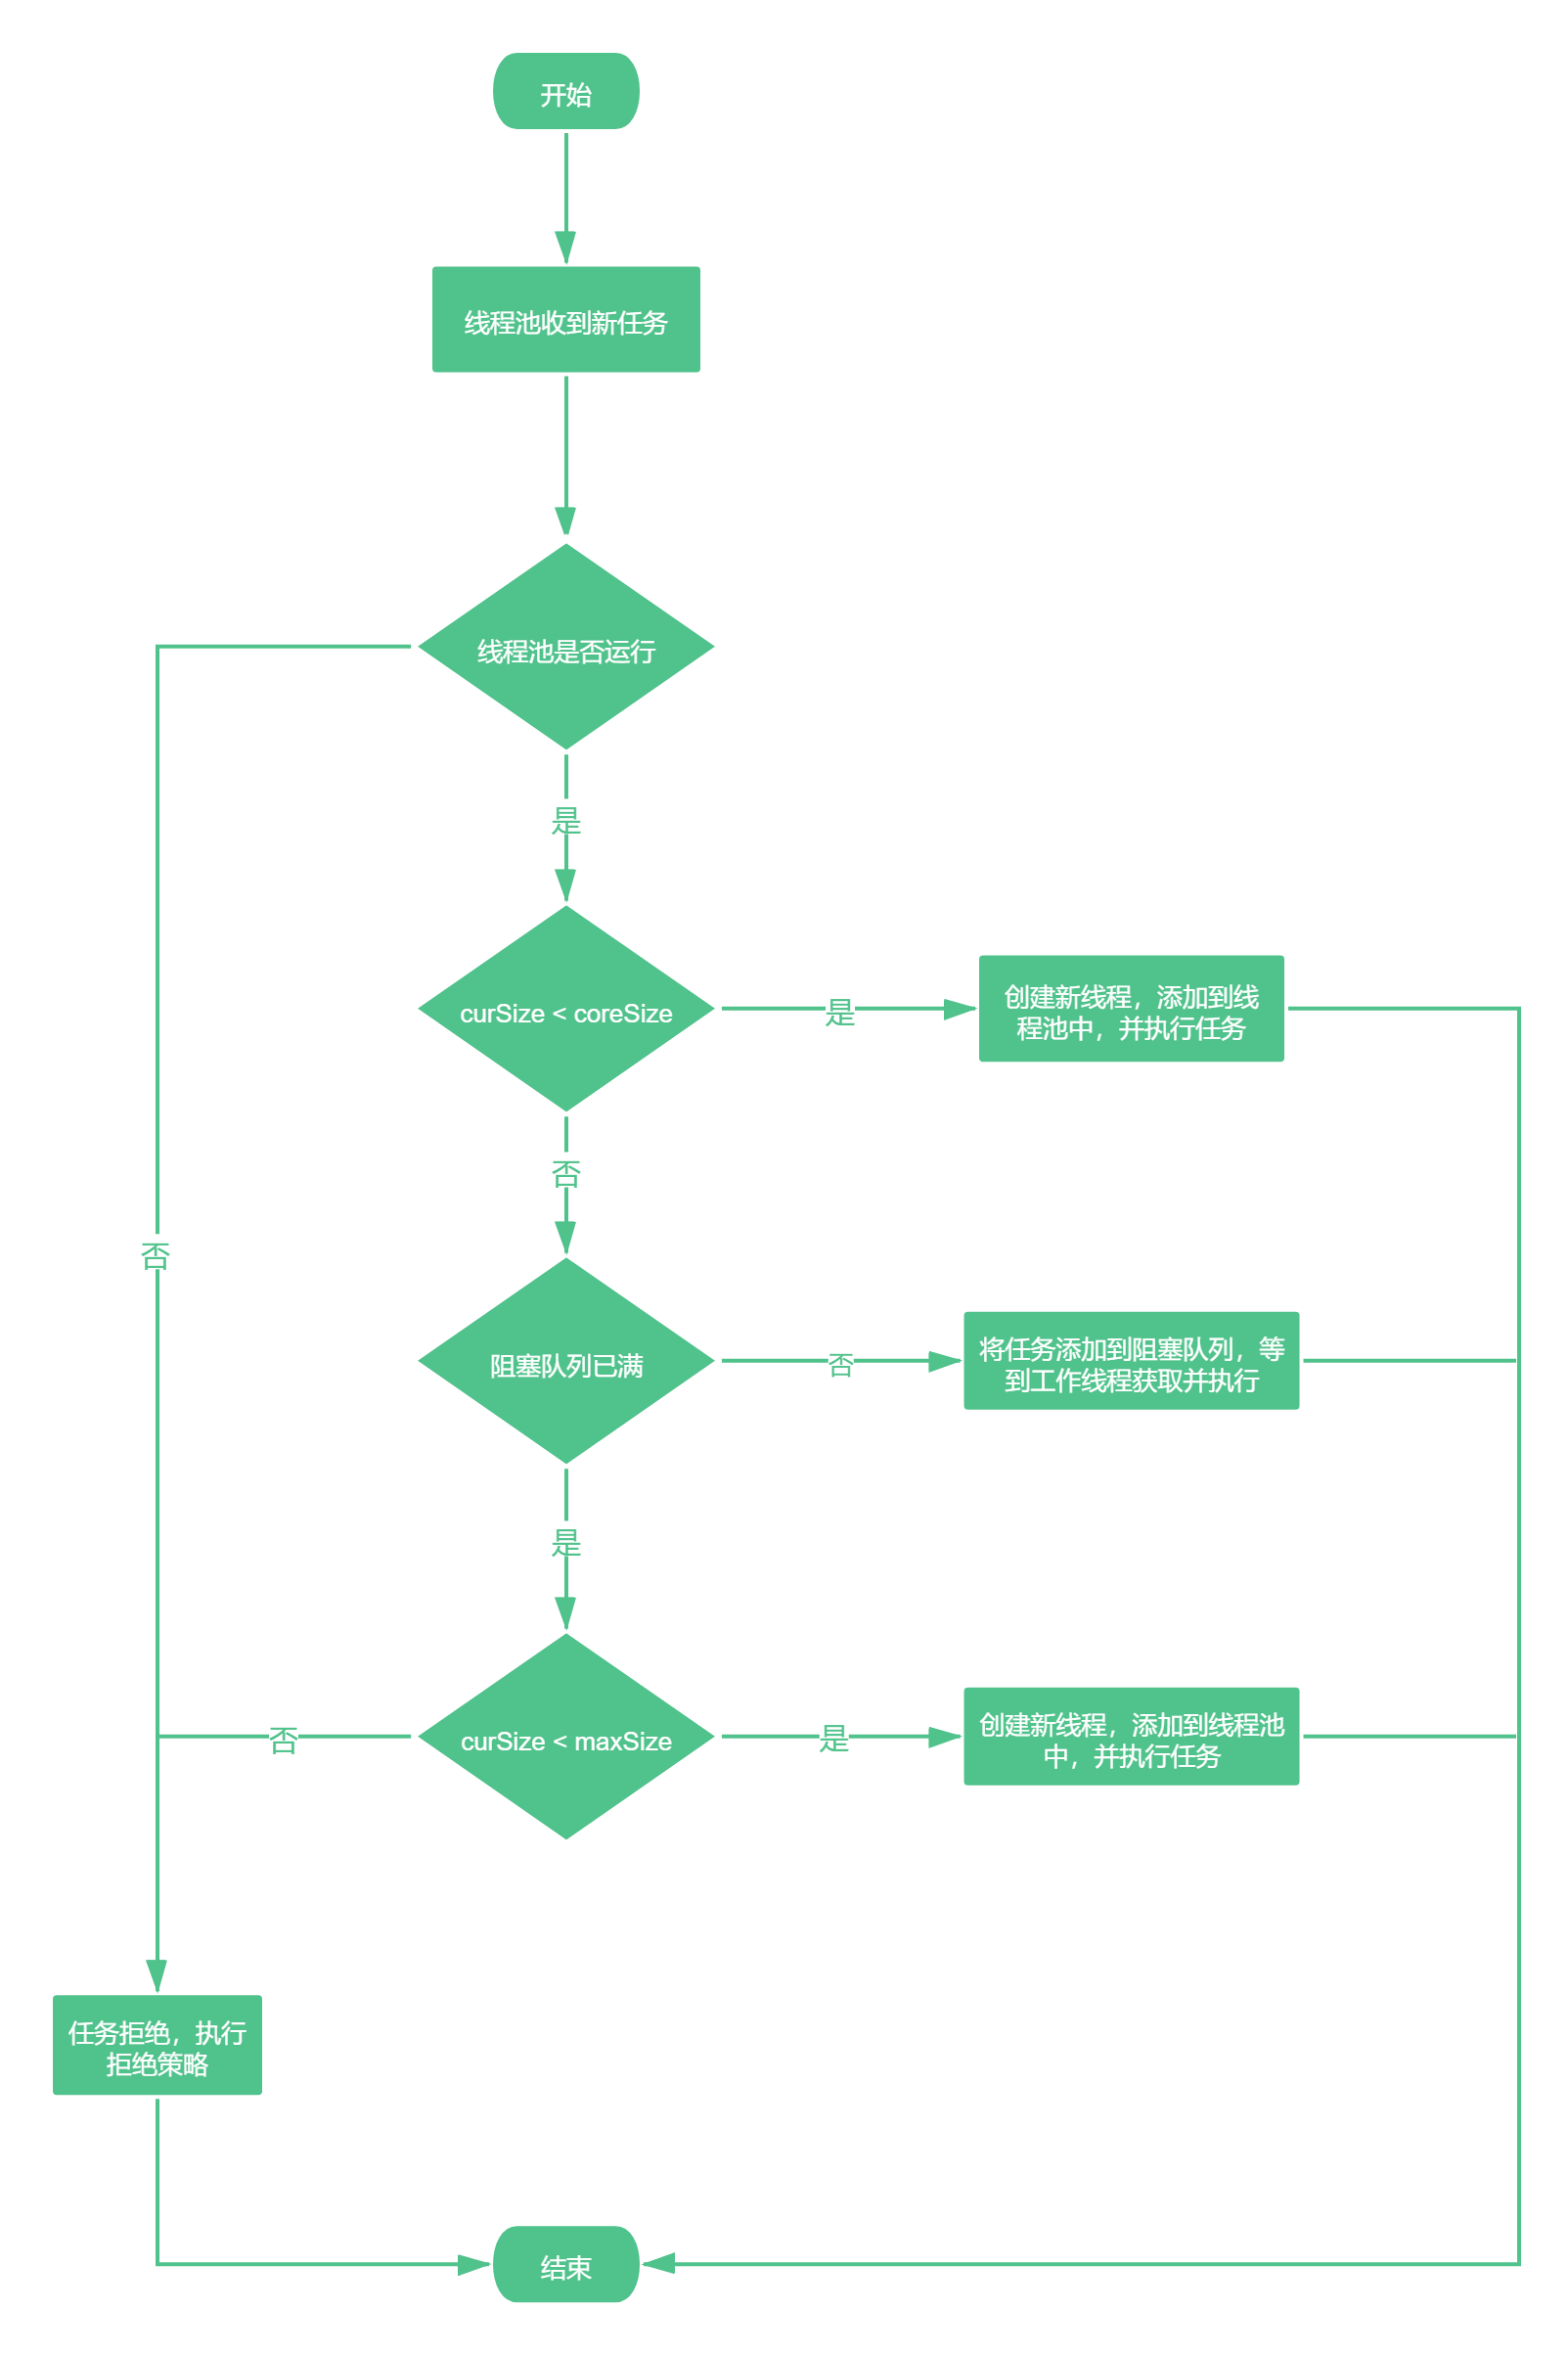 开始
线程池收到新任务
线程池是否运行
是
curSize < coreSize
是
创建新线程，添加到线
程池中，并执行任务
否
否
阻塞队列已满
否
将任务添加到阻塞队列，等
到工作线程获取并执行
是
curSize < maxSize
否
是
创建新线程，添加到线程池
中，并执行任务
任务拒绝，执行
拒绝策略
结束